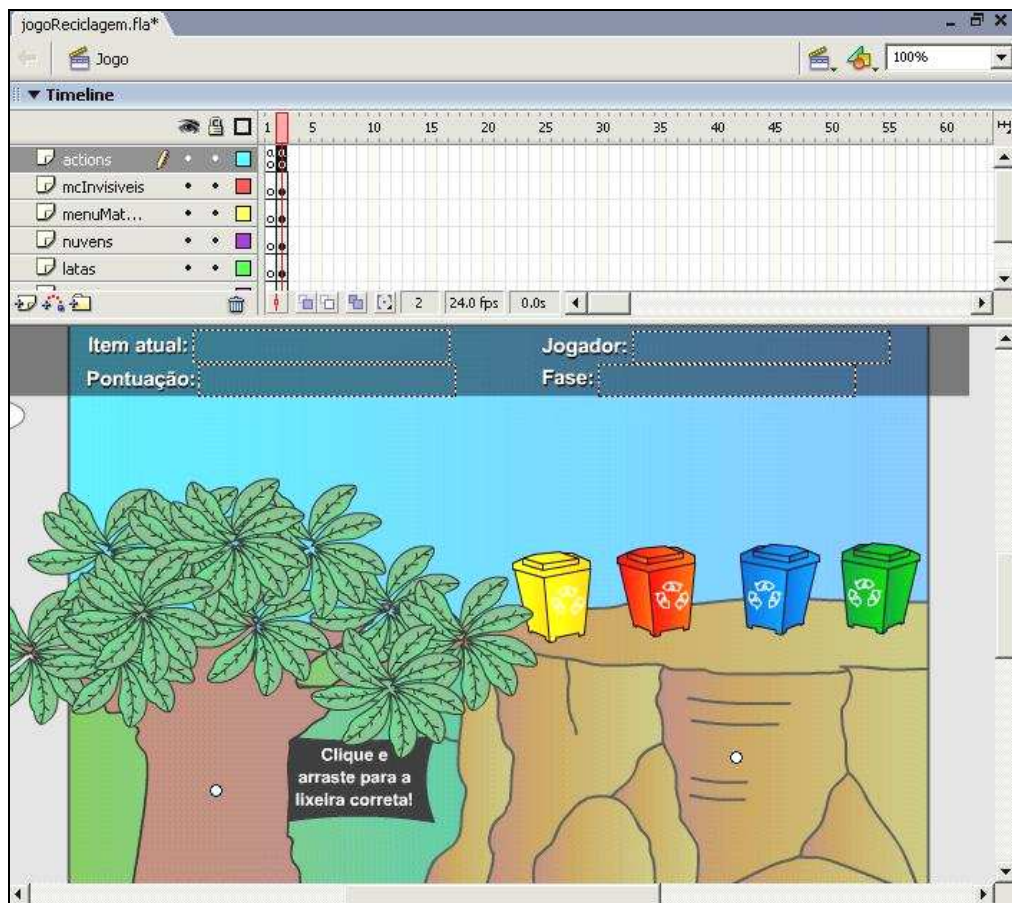 jogoReciclagem.fla*
Jogo
100%
Timeline
1 5 10 15 20 25 30 35 40 45 50 55 60
actions
mcInvisiveis
menuMat...
nuvens
latas
2 24.0 fps 0.0s
Item atual: Jogador:
Pontuação: Fase:
Clique e
arraste para a
lixeira correta!